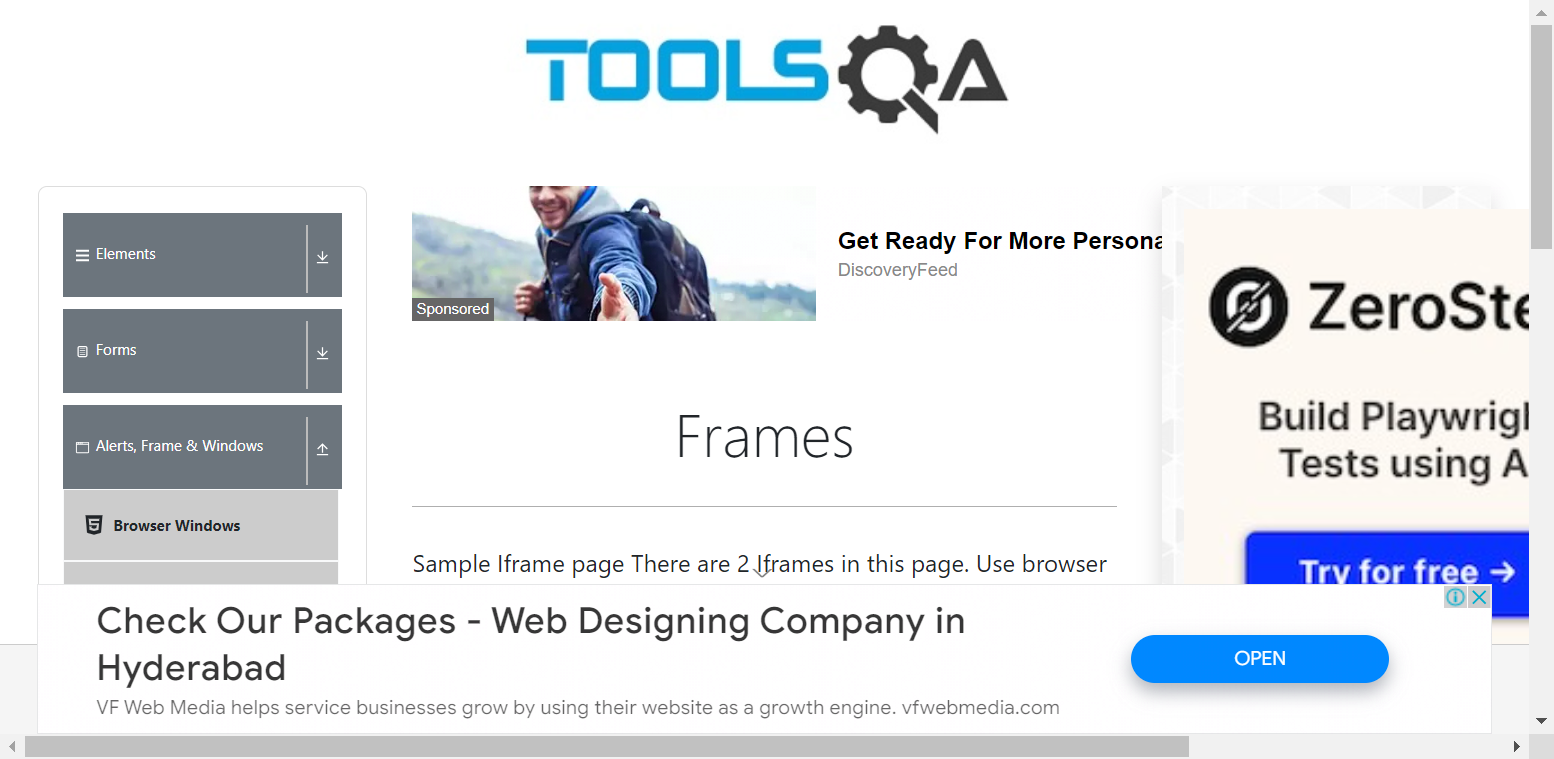 TOOLSQA
Elements
Forms
Alerts, Frame & Windows
Browser Windows
Sponsored
Get Ready For More Persona
DiscoveryFeed
Frames
Sample Iframe page There are 2 Iframes in this page. Use browser
ZeroSte
Build Playwrigh
Tests using A
Try for free →
Check Our Packages - Web Designing Company in
Hyderabad
VF Web Media helps service businesses grow by using their website as a growth engine. vfwebmedia.com
OPEN